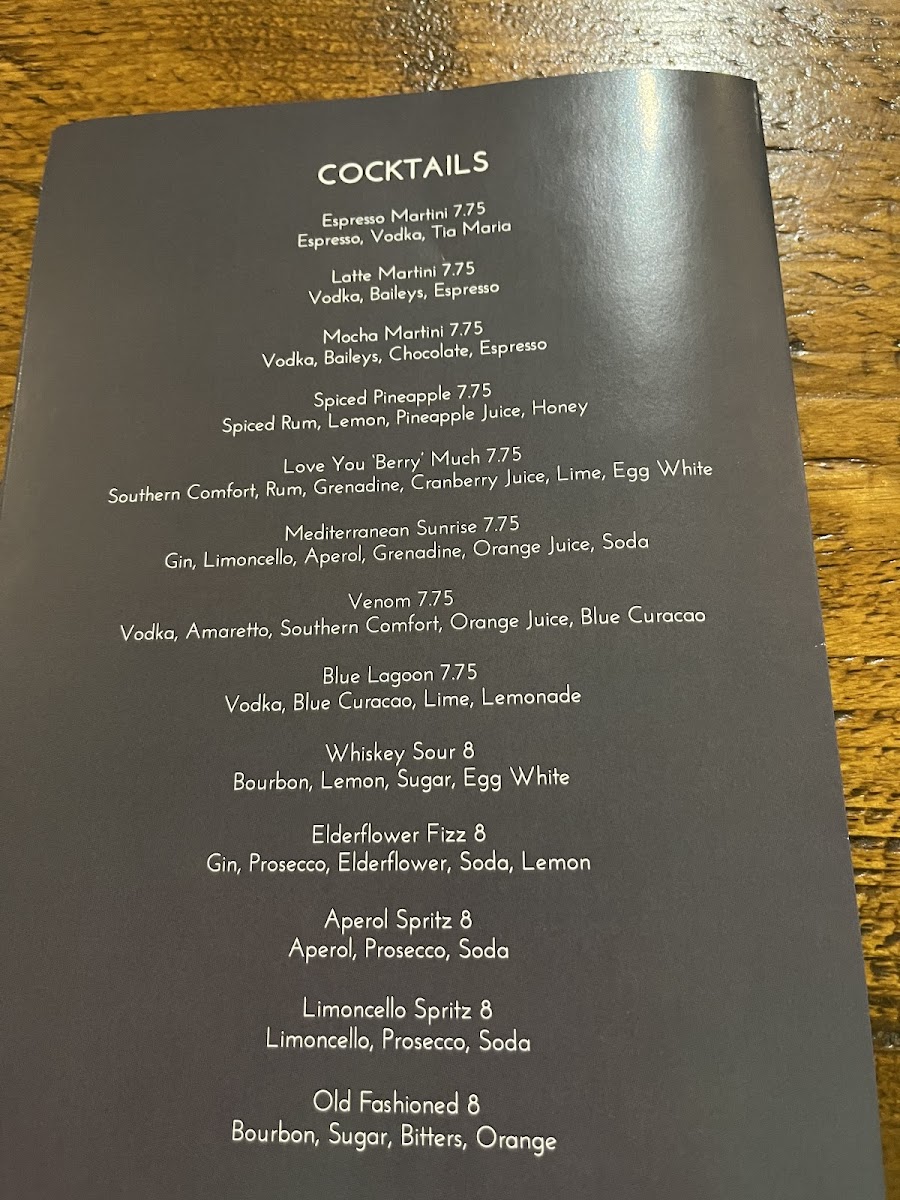 COCKTAILS
Espresso Martini 7.75
Espresso, Vodka, Tia Maria
Latte Martini 7.75
Vodka, Baileys, Espresso
Mocha Martini 7.75
Vodka, Baileys, Chocolate, Espresso
Spiced Pineapple 7.75
Spiced Rum, Lemon, Pineapple Juice, Honey
Love You ‘Berry’ Much 7.75
Southern Comfort, Rum, Grenadine, Cranberry Juice, Lime, Egg White
Mediterranean Sunrise 7.75
Gin, Limoncello, Aperol, Grenadine, Orange Juice, Soda
Venom 7.75
Vodka, Amaretto, Southern Comfort, Orange Juice, Blue Curacao
Blue Lagoon 7.75
Vodka, Blue Curacao, Lime, Lemonade
Whiskey Sour 8
Bourbon, Lemon, Sugar, Egg White
Elderflower Fizz 8
Gin, Prosecco, Elderflower, Soda, Lemon
Aperol Spritz 8
Aperol, Prosecco, Soda
Limoncello Spritz 8
Limoncello, Prosecco, Soda
Old Fashioned 8
Bourbon, Sugar, Bitters, Orange